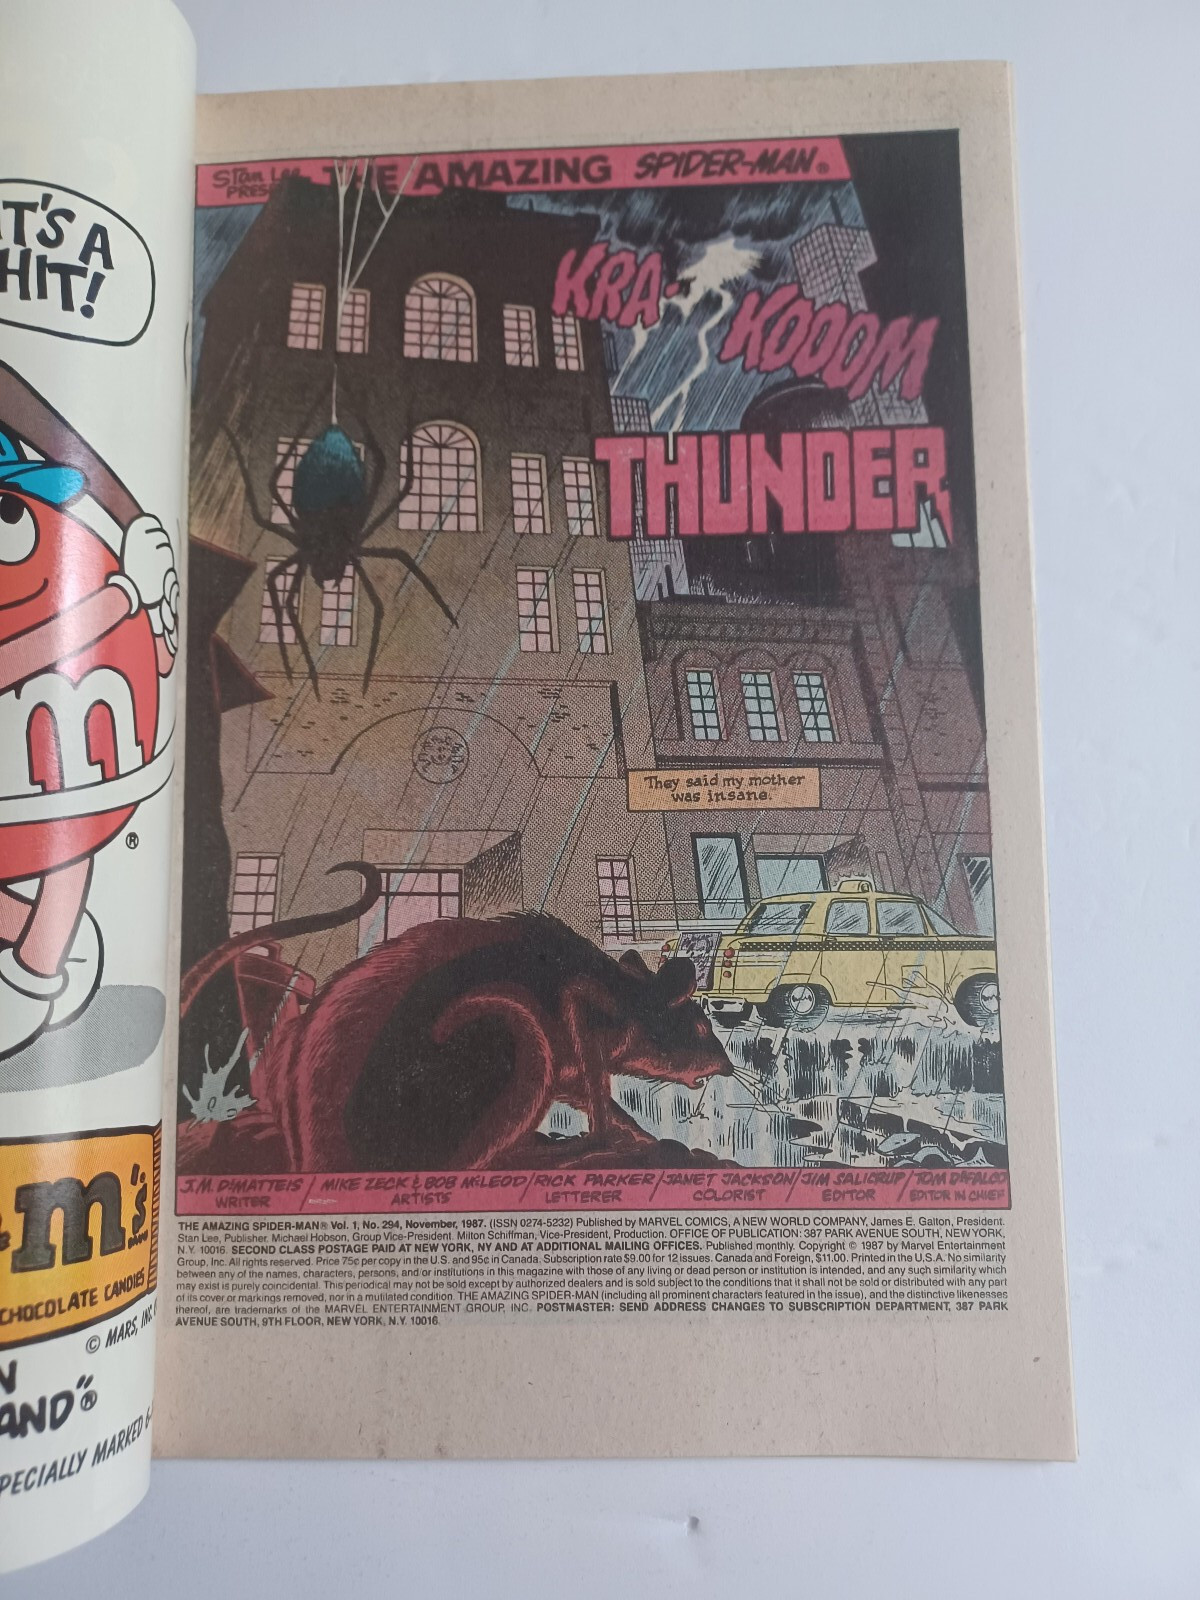 T'S A
HIT!
m
®
m's
CHOCOLATE CANDIES
© MARS, INC.
AND"®
SPECIALLY MARKED
Stan Lee
PRESENTS
THE AMAZING SPIDER-MAN®
KRA-
KOOOM
THUNDER
They said my mother
was insane.
J.M. DeMATTEIS / MIKE ZECK & BOB McLEOD / RICK PARKER / JANET JACKSON / JIM SALICRUP / TOM DEFALCO
WRITER ARTISTS LETTERER COLORIST EDITOR EDITOR IN CHIEF
THE AMAZING SPIDER-MAN® Vol. 1, No. 294, November, 1987. (ISSN 0274-5232) Published by MARVEL COMICS, A NEW WORLD COMPANY, James E. Galton, President.
Stan Lee, Publisher. Michael Hobson, Group Vice-President. Milton Schiffman, Vice-President, Production. OFFICE OF PUBLICATION: 387 PARK AVENUE SOUTH, NEW YORK,
N.Y. 10016. SECOND CLASS POSTAGE PAID AT NEW YORK, NY AND AT ADDITIONAL MAILING OFFICES. Published monthly. Copyright © 1987 by Marvel Entertainment
Group, Inc. All rights reserved. Price 75¢ per copy in the U.S. and 95¢ in Canada. Subscription rate $9.00 for 12 issues. Canada and Foreign, $11.00. Printed in the U.S.A. No similarity
between any of the names, characters, persons, and/or institutions in this magazine with those of any living or dead person or institution is intended, and any such similarity which
may exist is purely coincidental. This periodical may not be sold except by authorized dealers and is sold subject to the conditions that it shall not be sold or distributed with any part
of its cover or markings removed, nor in a mutilated condition. THE AMAZING SPIDER-MAN (including all prominent characters featured in the issue), and the distinctive likenesses
thereof, are trademarks of the MARVEL ENTERTAINMENT GROUP, INC. POSTMASTER: SEND ADDRESS CHANGES TO SUBSCRIPTION DEPARTMENT, 387 PARK
AVENUE SOUTH, 9TH FLOOR, NEW YORK, N.Y. 10016.